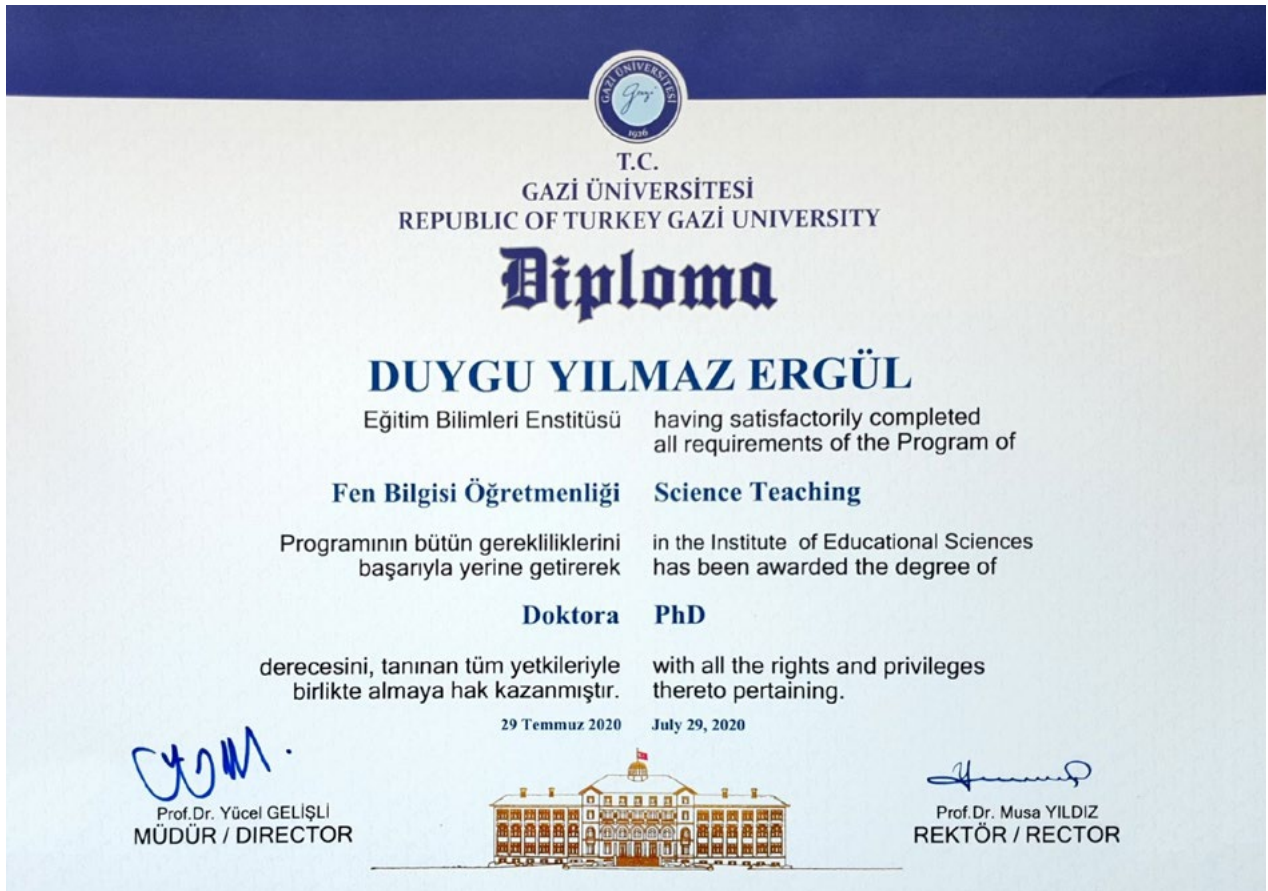 GAZİ ÜNİVERSİTESİ
Gazi
1926
T.C.
GAZİ ÜNİVERSİTESİ
REPUBLIC OF TURKEY GAZİ UNIVERSITY
Diploma
DUYGU YILMAZ ERGÜL
Eğitim Bilimleri Enstitüsü
having satisfactorily completed
all requirements of the Program of
Fen Bilgisi Öğretmenliği
Science Teaching
Programının bütün gerekliliklerini
başarıyla yerine getirerek
in the Institute of Educational Sciences
has been awarded the degree of
Doktora
PhD
derecesini, tanınan tüm yetkileriyle
birlikte almaya hak kazanmıştır.
with all the rights and privileges
thereto pertaining.
29 Temmuz 2020
July 29, 2020
Prof.Dr. Yücel GELİŞLİ
MÜDÜR / DIRECTOR
Prof.Dr. Musa YILDIZ
REKTÖR / RECTOR